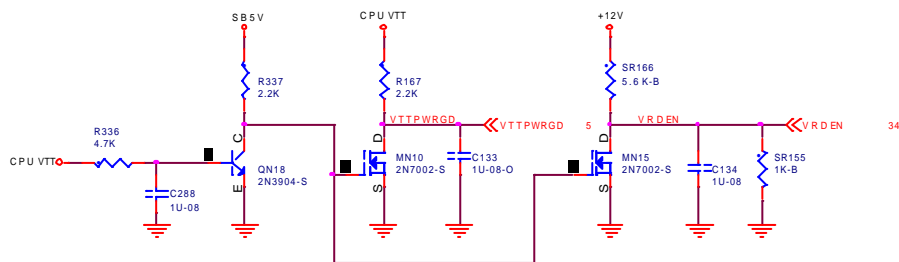 SB5V
CPU VTT
+12V
R337
2.2K
R167
2.2K
SR166
5.6K-B
R336
4.7K
CPU VTT
C288
1U-08
C
E
QN18
2N3904-S
VTTPWRGD
VTTPWRGD 5
D
S
MN10
2N7002-S
C133
1U-08-O
VRDEN
VRDEN 34
D
S
MN15
2N7002-S
C134
1U-08
SR155
1K-B